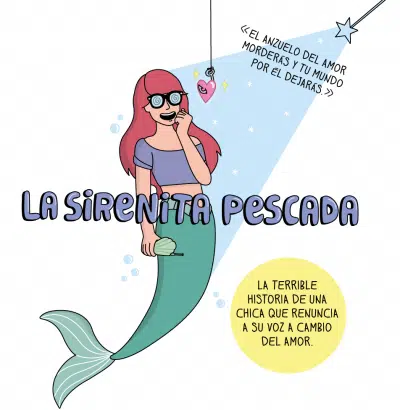 «EL ANZUELO DEL AMOR
MORDERÁS Y TU MUNDO
POR ÉL DEJARÁS.»
LA SIRENITA PESCADA
LA TERRIBLE
HISTORIA DE UNA
CHICA QUE RENUNCIA
A SU VOZ A CAMBIO
DEL AMOR.